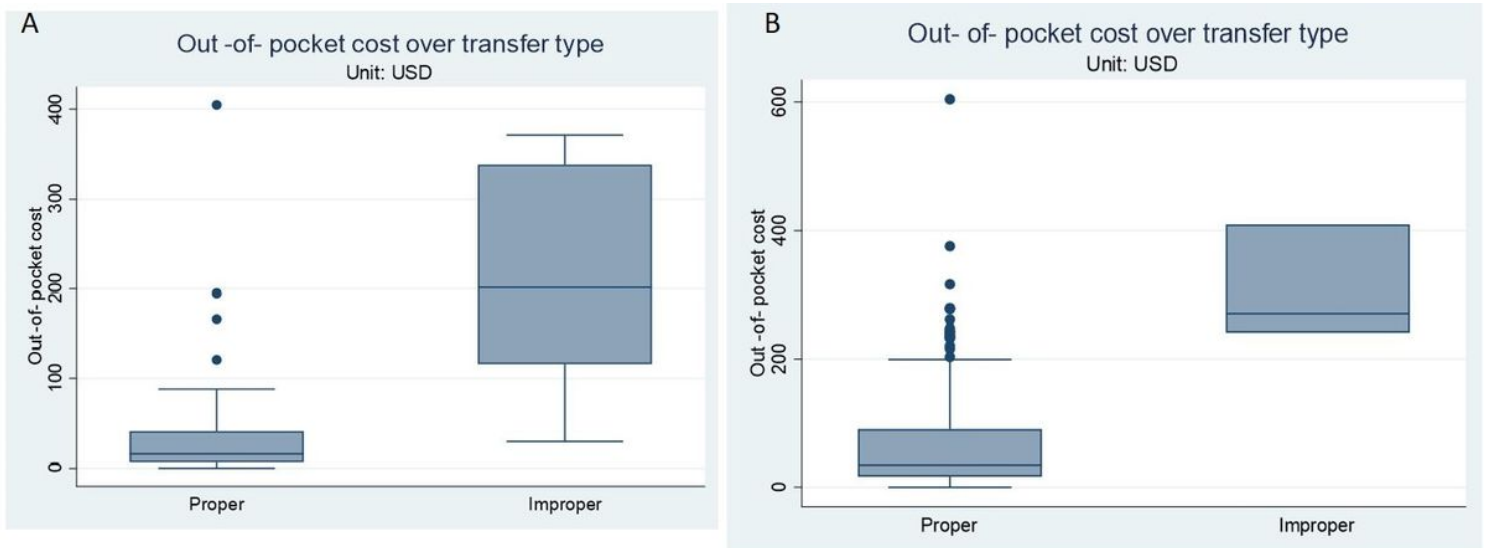 A
Out -of- pocket cost over transfer type
Unit: USD
Out -of- pocket cost
400
300
200
100
0
Proper
Improper
B
Out- of- pocket cost over transfer type
Unit: USD
Out -of- pocket cost
600
400
200
0
Proper
Improper